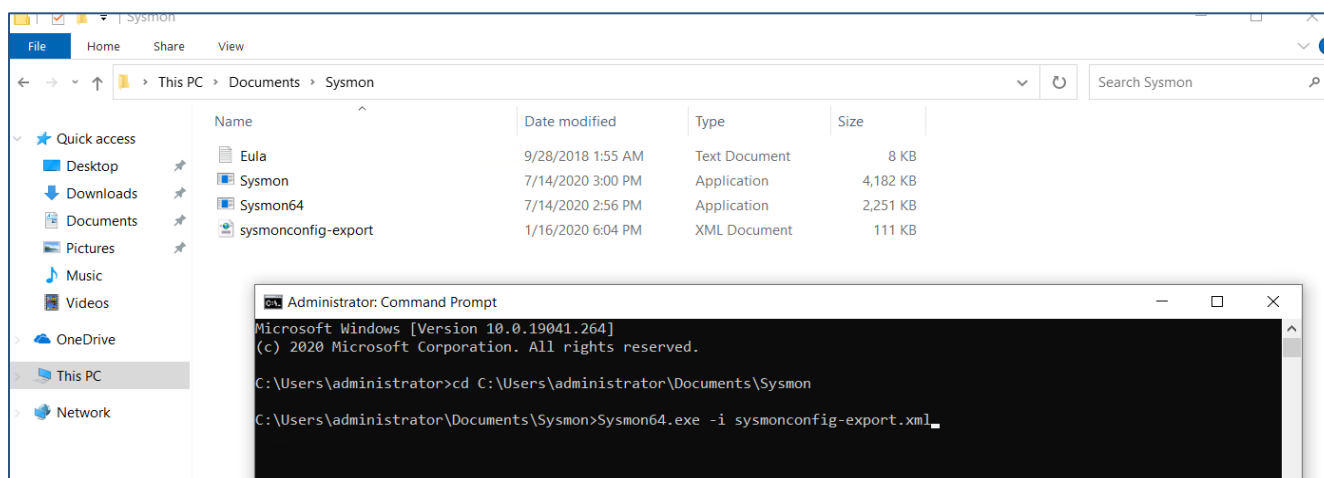 Sysmon
File Home Share View
This PC › Documents › Sysmon
Search Sysmon
Name Date modified Type Size
Quick access
Desktop
Downloads
Documents
Pictures
Music
Videos
OneDrive
This PC
Network
Eula 9/28/2018 1:55 AM Text Document 8 KB
Sysmon 7/14/2020 3:00 PM Application 4,182 KB
Sysmon64 7/14/2020 2:56 PM Application 2,251 KB
sysmonconfig-export 1/16/2020 6:04 PM XML Document 111 KB
Administrator: Command Prompt
Microsoft Windows [Version 10.0.19041.264]
(c) 2020 Microsoft Corporation. All rights reserved.
C:\Users\administrator>cd C:\Users\administrator\Documents\Sysmon
C:\Users\administrator\Documents\Sysmon>Sysmon64.exe -i sysmonconfig-export.xml